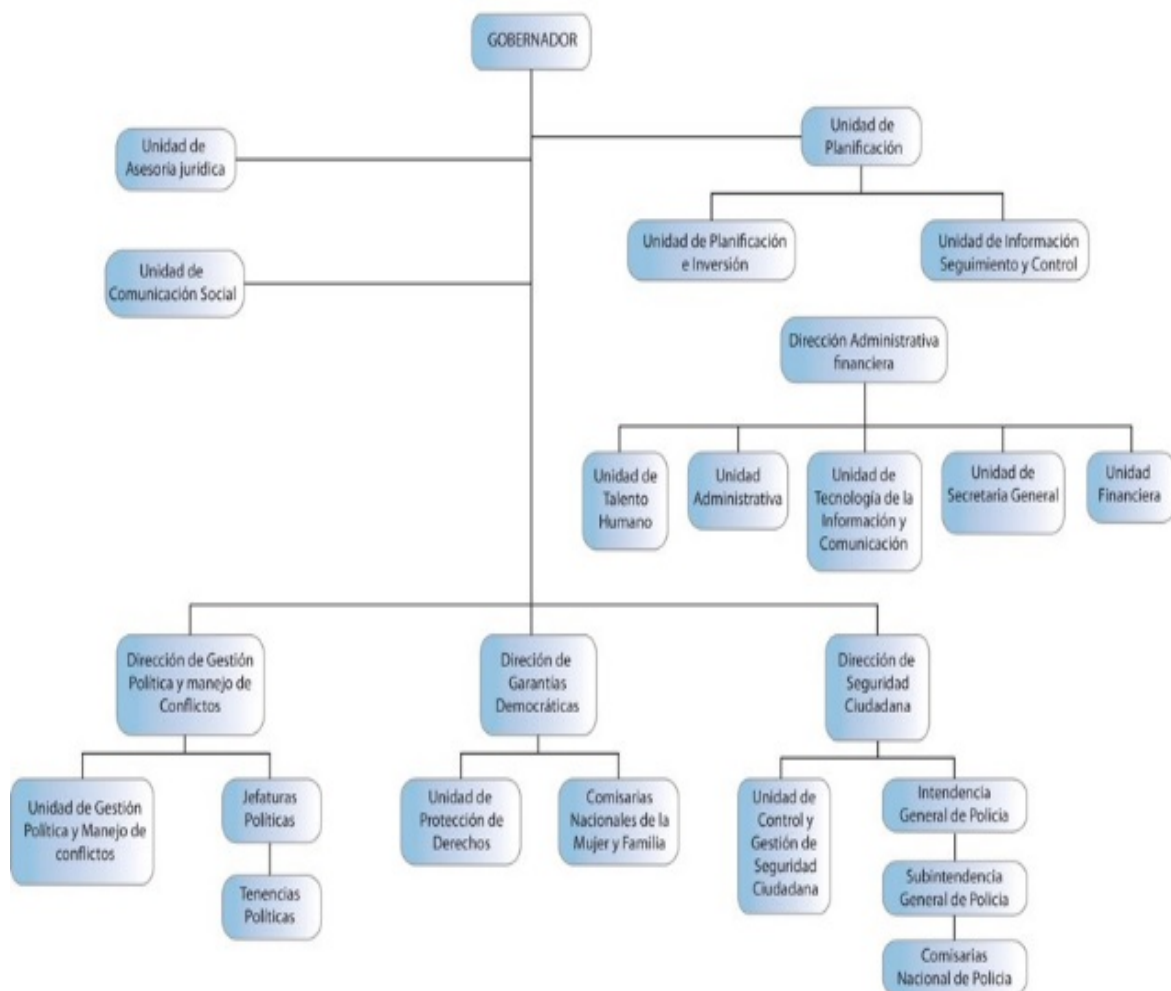 GOBERNADOR
Unidad de
Planificación
Unidad de
Asesoría jurídica
Unidad de Planificación
e Inversión
Unidad de Información
Seguimiento y Control
Unidad de
Comunicación Social
Dirección Administrativa
financiera
Unidad de
Talento
Humano
Unidad
Administrativa
Unidad de
Tecnología de la
Información y
Comunicación
Unidad de
Secretaria General
Unidad
Financiera
Dirección de Gestión
Política y manejo de
Conflictos
Direción de
Garantías
Democráticas
Dirección de
Seguridad
Ciudadana
Unidad de Gestión
Política y Manejo de
conflictos
Jefaturas
Políticas
Tenencias
Políticas
Unidad de
Protección de
Derechos
Comisarias
Nacionales de la
Mujer y Familia
Unidad de
Control y
Gestión de
Seguridad
Ciudadana
Intendencia
General de Policia
Subintendencia
General de Policia
Comisarias
Nacional de Policia